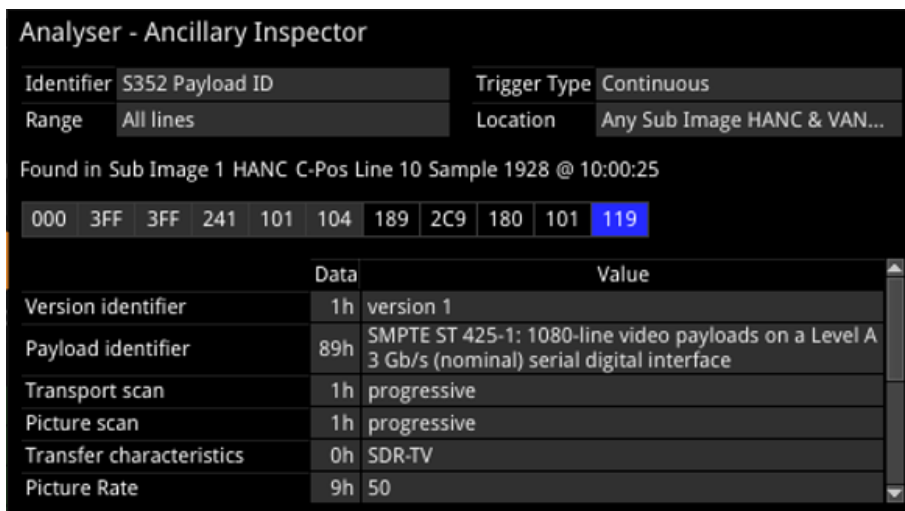 Analyser - Ancillary Inspector
Identifier S352 Payload ID Trigger Type Continuous
Range All lines Location Any Sub Image HANC & VAN...
Found in Sub Image 1 HANC C-Pos Line 10 Sample 1928 @ 10:00:25
000 3FF 3FF 241 101 104 189 2C9 180 101 119
Data Value
Version identifier 1h version 1
Payload identifier 89h SMPTE ST 425-1: 1080-line video payloads on a Level A
3 Gb/s (nominal) serial digital interface
Transport scan 1h progressive
Picture scan 1h progressive
Transfer characteristics 0h SDR-TV
Picture Rate 9h 50